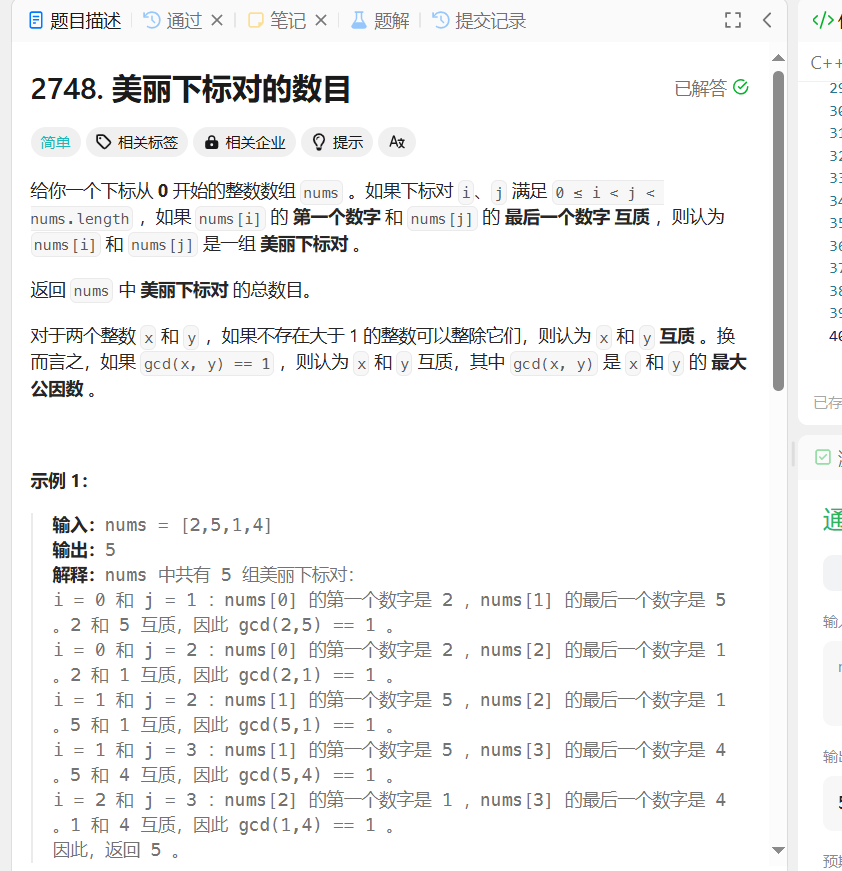 题目描述 通过 笔记 题解 提交记录
2748. 美丽下标对的数目
已解答
简单 相关标签 相关企业 提示 Aあ
给你一个下标从 0 开始的整数数组 nums 。如果下标对 i、j 满足 0 ≤ i < j <
nums.length ，如果 nums[i] 的 第一个数字 和 nums[j] 的 最后一个数字 互质 ，则认为
nums[i] 和 nums[j] 是一组 美丽下标对 。
返回 nums 中 美丽下标对 的总数目。
对于两个整数 x 和 y ，如果不存在大于 1 的整数可以整除它们，则认为 x 和 y 互质 。换
而言之，如果 gcd(x, y) == 1 ，则认为 x 和 y 互质，其中 gcd(x, y) 是 x 和 y 的 最大
公因数 。
示例 1：
输入：nums = [2,5,1,4]
输出：5
解释：nums 中共有 5 组美丽下标对：
i = 0 和 j = 1 ：nums[0] 的第一个数字是 2 ，nums[1] 的最后一个数字是 5
。2 和 5 互质，因此 gcd(2,5) == 1 。
i = 0 和 j = 2 ：nums[0] 的第一个数字是 2 ，nums[2] 的最后一个数字是 1
。2 和 1 互质，因此 gcd(2,1) == 1 。
i = 1 和 j = 2 ：nums[1] 的第一个数字是 5 ，nums[2] 的最后一个数字是 1
。5 和 1 互质，因此 gcd(5,1) == 1 。
i = 1 和 j = 3 ：nums[1] 的第一个数字是 5 ，nums[3] 的最后一个数字是 4
。5 和 4 互质，因此 gcd(5,4) == 1 。
i = 2 和 j = 3 ：nums[2] 的第一个数字是 1 ，nums[3] 的最后一个数字是 4
。1 和 4 互质，因此 gcd(1,4) == 1 。
因此，返回 5 。
</> 
C++
29
30
31
32
33
34
35
36
37
38
39
40
已存
通
输
输
5
预